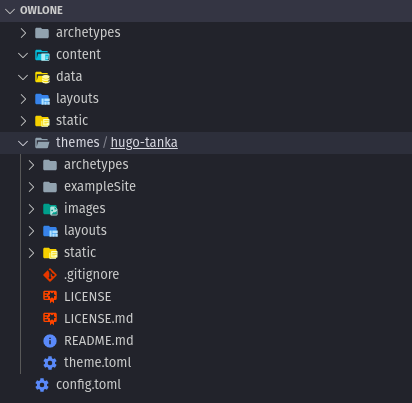 OWLONE
archetypes
content
data
layouts
static
themes / hugo-tanka
archetypes
exampleSite
images
layouts
static
.gitignore
LICENSE
LICENSE.md
README.md
theme.toml
config.toml